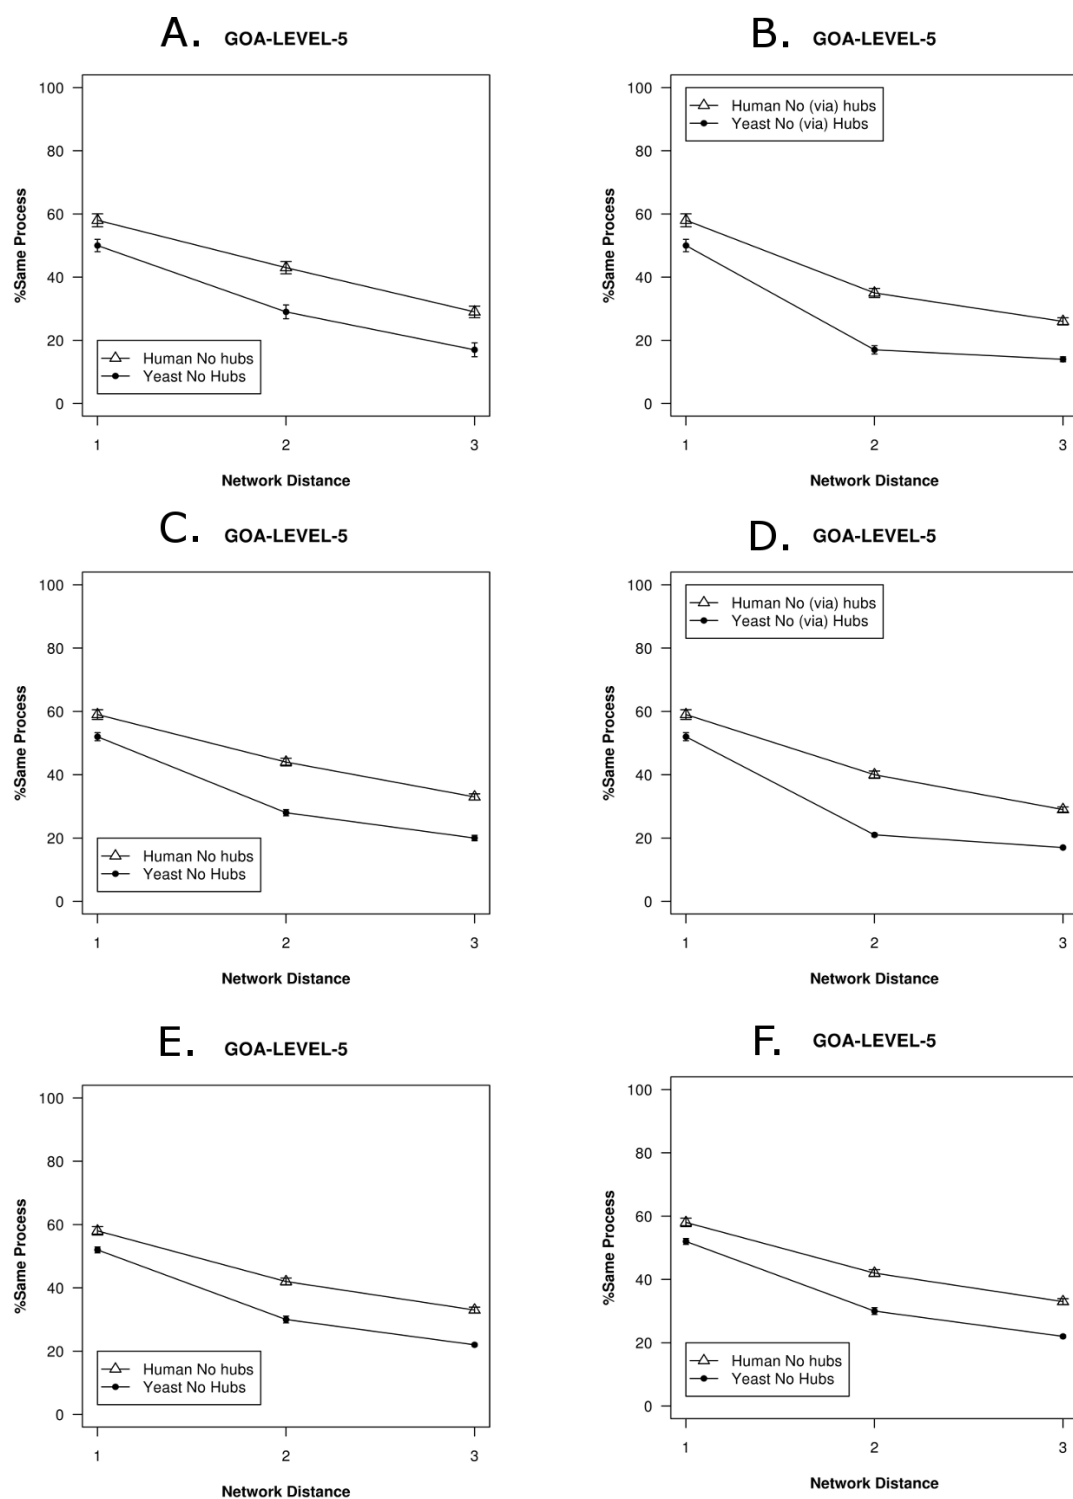 A. GOA-LEVEL-5
100
80
60
40
20
0
%Same Process
Human No hubs
Yeast No Hubs
1 2 3
Network Distance
B. GOA-LEVEL-5
100
80
60
40
20
0
%Same Process
Human No (via) hubs
Yeast No (via) Hubs
1 2 3
Network Distance
C. GOA-LEVEL-5
100
80
60
40
20
0
%Same Process
Human No hubs
Yeast No Hubs
1 2 3
Network Distance
D. GOA-LEVEL-5
100
80
60
40
20
0
%Same Process
Human No (via) hubs
Yeast No (via) Hubs
1 2 3
Network Distance
E. GOA-LEVEL-5
100
80
60
40
20
0
%Same Process
Human No hubs
Yeast No Hubs
1 2 3
Network Distance
F. GOA-LEVEL-5
100
80
60
40
20
0
%Same Process
Human No hubs
Yeast No Hubs
1 2 3
Network Distance